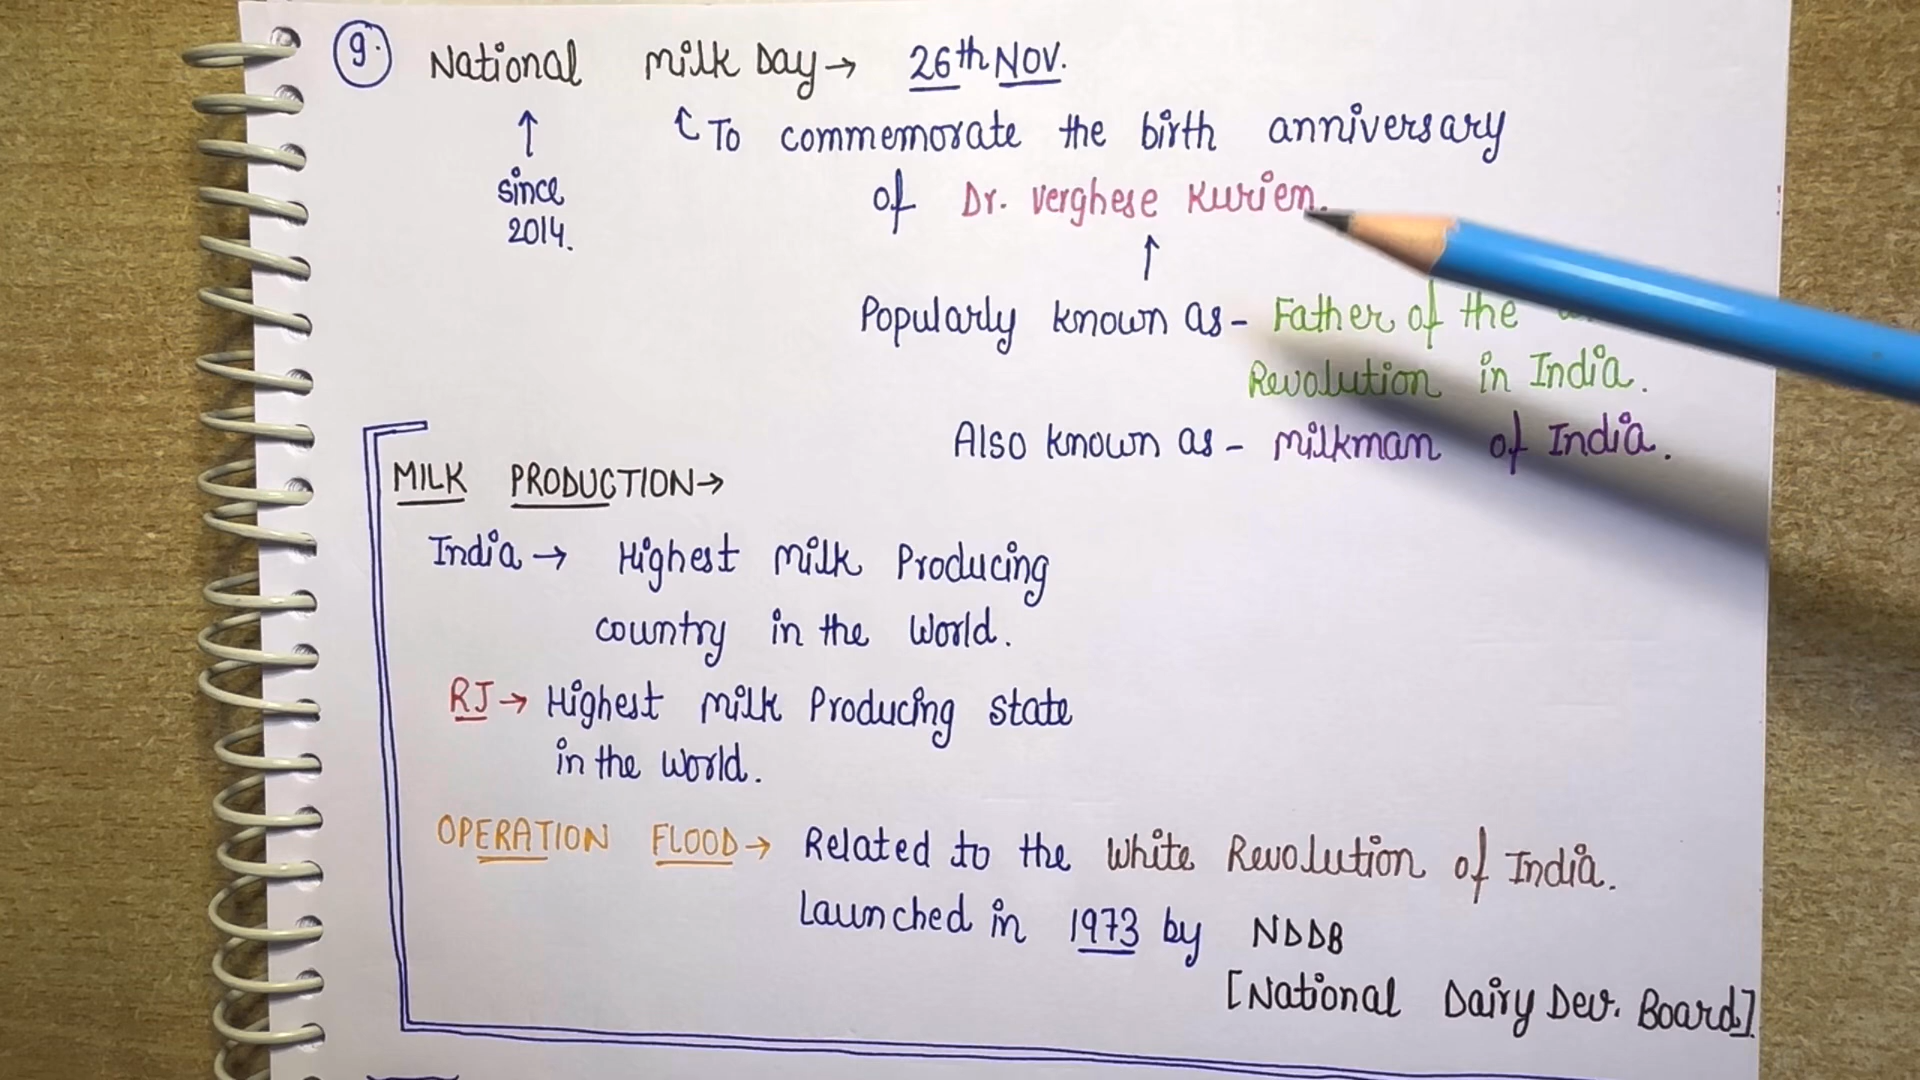 9. National Milk Day → 26th Nov.
↑ ↑ To commemorate the birth anniversary
since
of Dr. Verghese Kurien.
2014.
↑
Popularly known as - Father of the
Revolution in India.
Also known as - Milkman of India.
MILK PRODUCTION →
India → Highest Milk Producing
country in the World.
RJ → Highest Milk Producing state
in the World.
OPERATION FLOOD → Related to the White Revolution of India.
Launched in 1973 by NDDB
[National Dairy Dev. Board]